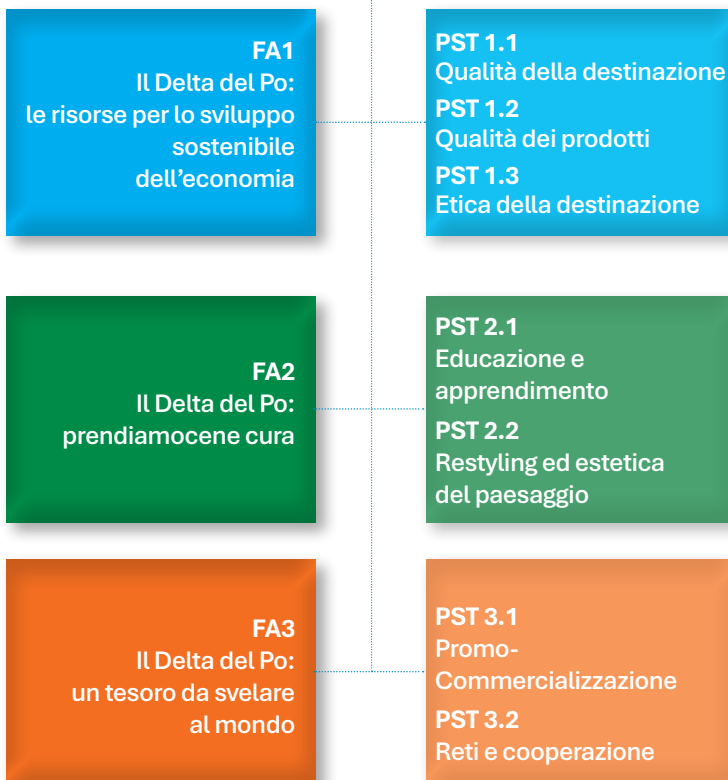 FA1
Il Delta del Po:
le risorse per lo sviluppo
sostenibile
dell’economia
PST 1.1
Qualità della destinazione
PST 1.2
Qualità dei prodotti
PST 1.3
Etica della destinazione
FA2
Il Delta del Po:
prendiamocene cura
PST 2.1
Educazione e
apprendimento
PST 2.2
Restyling ed estetica
del paesaggio
FA3
Il Delta del Po:
un tesoro da svelare
al mondo
PST 3.1
Promo-
Commercializzazione
PST 3.2
Reti e cooperazione